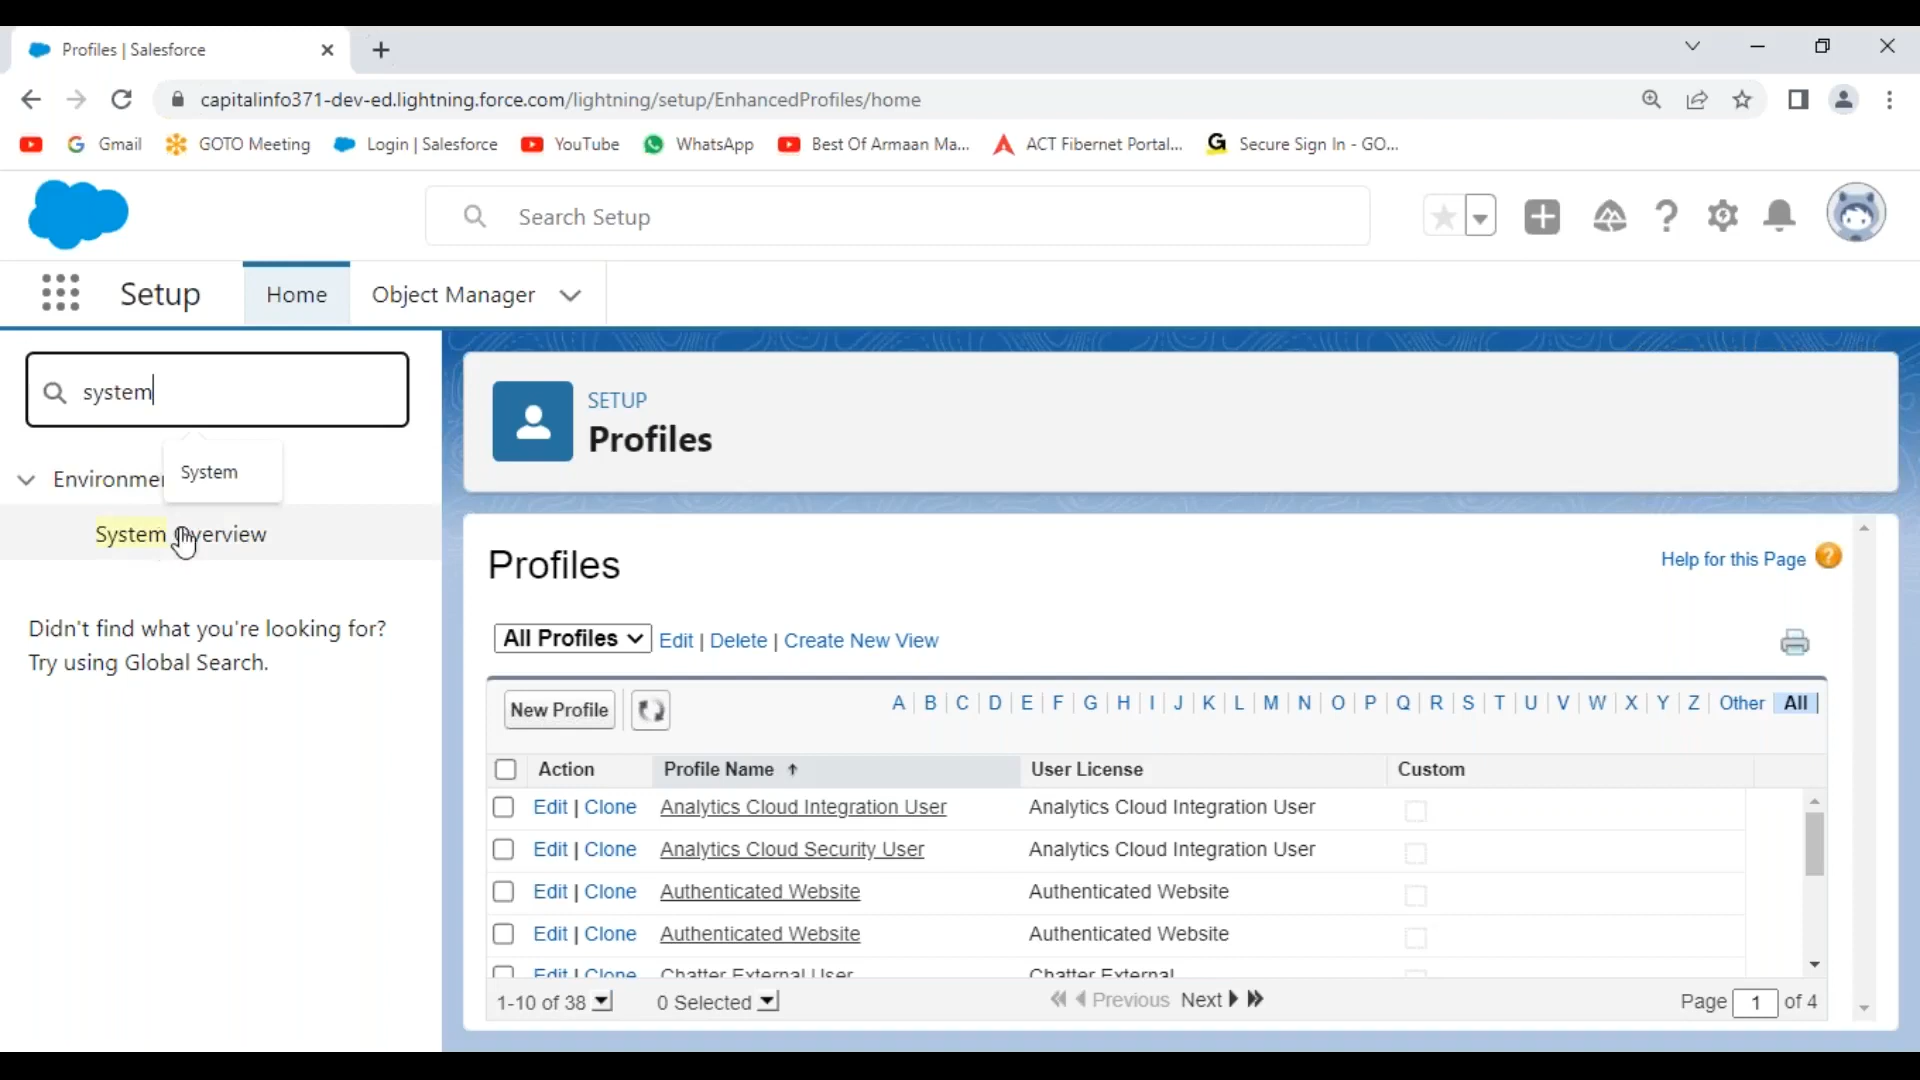 Profiles | Salesforce
capitalinfo371-dev-ed.lightning.force.com/lightning/setup/EnhancedProfiles/home
Gmail GOTO Meeting Login | Salesforce YouTube WhatsApp Best Of Armaan Ma... ACT Fibernet Portal... G Secure Sign In - GO...
Search Setup
Setup Home Object Manager
system
System
SETUP
Profiles
System Overview
Didn't find what you're looking for?
Try using Global Search.
Profiles
Help for this Page ?
All Profiles Edit | Delete | Create New View
New Profile A | B | C | D | E | F | G | H | I | J | K | L | M | N | O | P | Q | R | S | T | U | V | W | X | Y | Z | Other | All
Action Profile Name User License Custom
Edit | Clone Analytics Cloud Integration User Analytics Cloud Integration User
Edit | Clone Analytics Cloud Security User Analytics Cloud Integration User
Edit | Clone Authenticated Website Authenticated Website
Edit | Clone Authenticated Website Authenticated Website
Edit | Clone Chatter External User Chatter External
1-10 of 38 0 Selected Previous Next Page 1 of 4